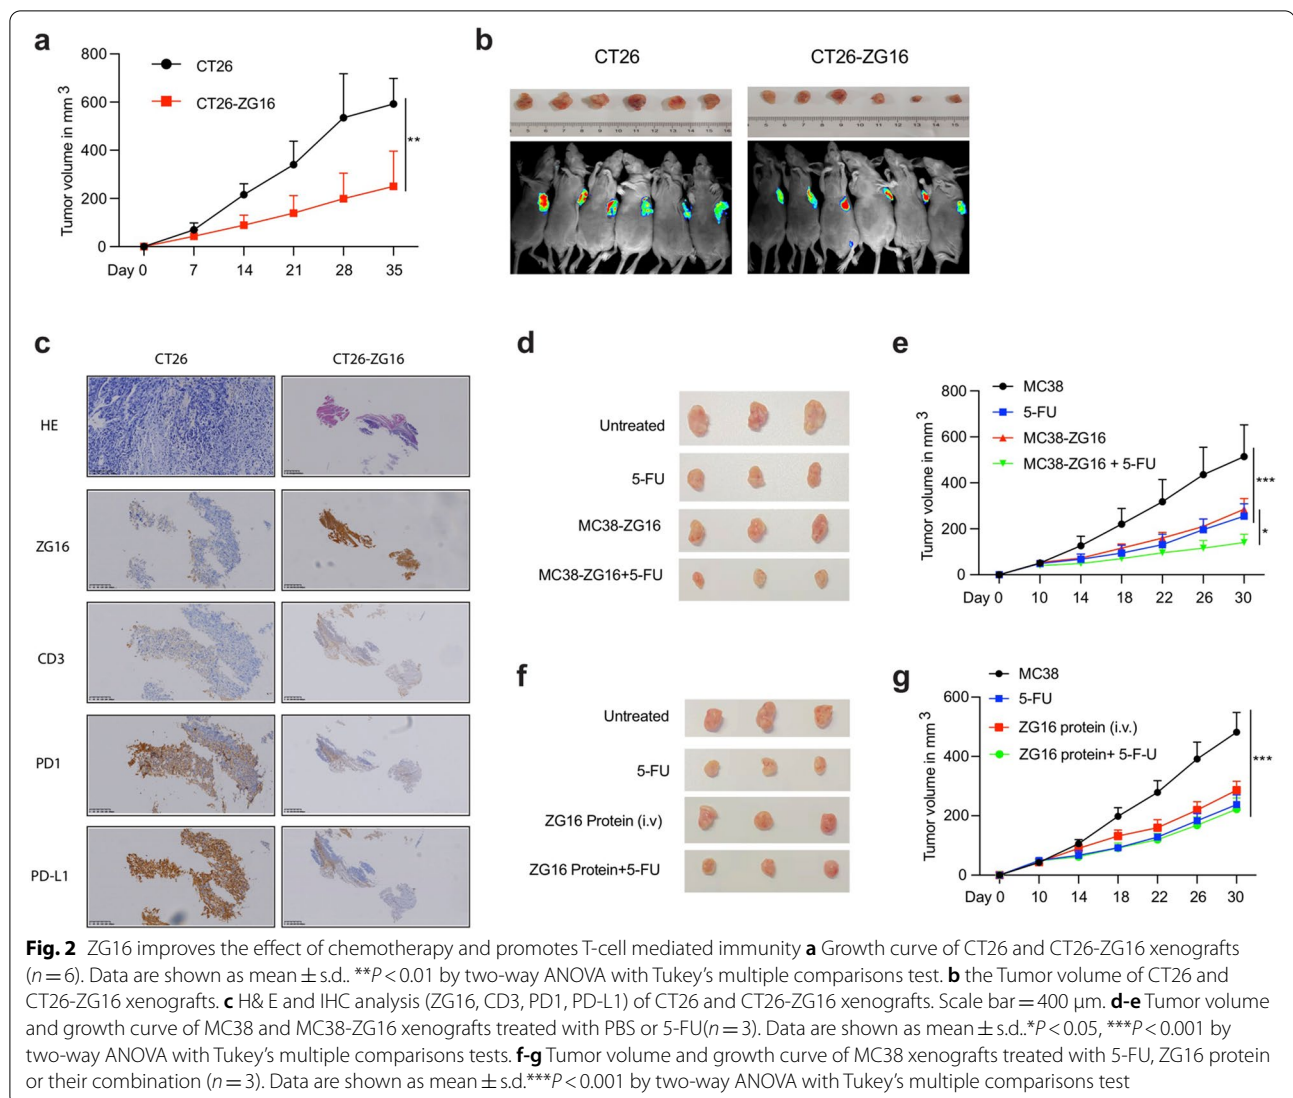 a
800
600
400
200
0
Tumor volume in mm 3
CT26
CT26-ZG16
**
Day 0 7 14 21 28 35
b
CT26 CT26-ZG16
c
CT26 CT26-ZG16
HE
ZG16
CD3
PD1
PD-L1
d
Untreated
5-FU
MC38-ZG16
MC38-ZG16+5-FU
e
800
600
400
200
0
Tumor volume in mm 3
MC38
5-FU
MC38-ZG16
MC38-ZG16 + 5-FU
***
*
Day 0 10 14 18 22 26 30
f
Untreated
5-FU
ZG16 Protein (i.v)
ZG16 Protein+5-FU
g
600
400
200
0
Tumor volume in mm 3
MC38
5-FU
ZG16 protein (i.v.)
ZG16 protein+ 5-F-U
***
Day 0 10 14 18 22 26 30
Fig. 2 ZG16 improves the effect of chemotherapy and promotes T-cell mediated immunity a Growth curve of CT26 and CT26-ZG16 xenografts
(n = 6). Data are shown as mean ± s.d.. **P < 0.01 by two-way ANOVA with Tukey's multiple comparisons test. b the Tumor volume of CT26 and
CT26-ZG16 xenografts. c H& E and IHC analysis (ZG16, CD3, PD1, PD-L1) of CT26 and CT26-ZG16 xenografts. Scale bar = 400 µm. d-e Tumor volume
and growth curve of MC38 and MC38-ZG16 xenografts treated with PBS or 5-FU(n = 3). Data are shown as mean ± s.d..*P < 0.05, ***P < 0.001 by
two-way ANOVA with Tukey's multiple comparisons tests. f-g Tumor volume and growth curve of MC38 xenografts treated with 5-FU, ZG16 protein
or their combination (n = 3). Data are shown as mean ± s.d.***P < 0.001 by two-way ANOVA with Tukey's multiple comparisons test